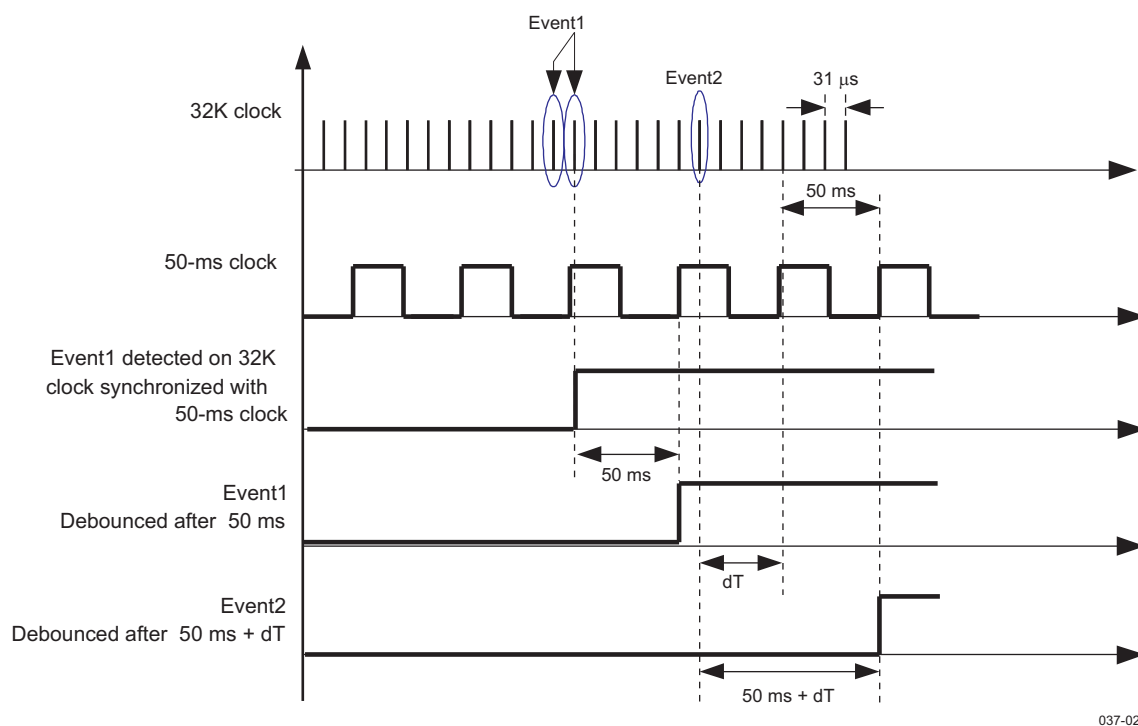 Event1
Event2
31 μs
32K clock
50 ms
50-ms clock
Event1 detected on 32K
clock synchronized with
50-ms clock
50 ms
Event1
Debounced after 50 ms
dT
Event2
Debounced after 50 ms + dT
50 ms + dT
037-02